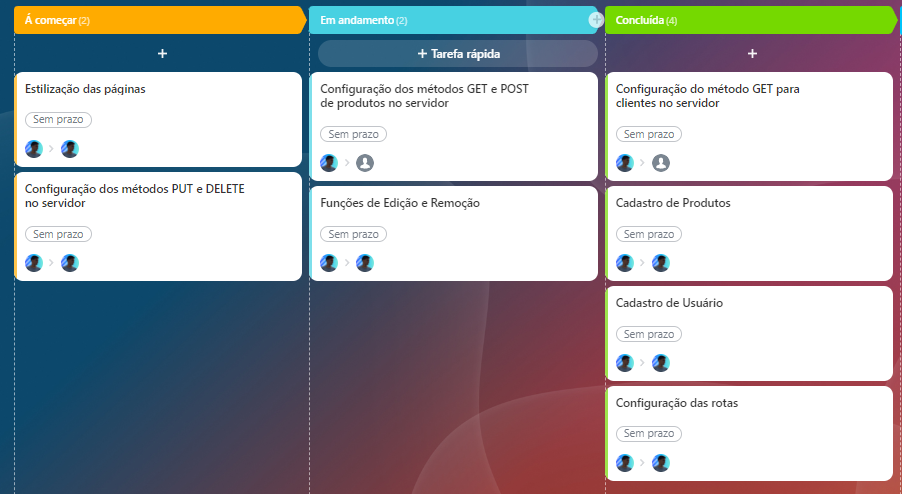 Á começar (2)
+
Estilização das páginas
Sem prazo
Configuração dos métodos PUT e DELETE
no servidor
Sem prazo
Em andamento (2)
+ Tarefa rápida
Configuração dos métodos GET e POST
de produtos no servidor
Sem prazo
Funções de Edição e Remoção
Sem prazo
Concluída (4)
+
Configuração do método GET para
clientes no servidor
Sem prazo
Cadastro de Produtos
Sem prazo
Cadastro de Usuário
Sem prazo
Configuração das rotas
Sem prazo